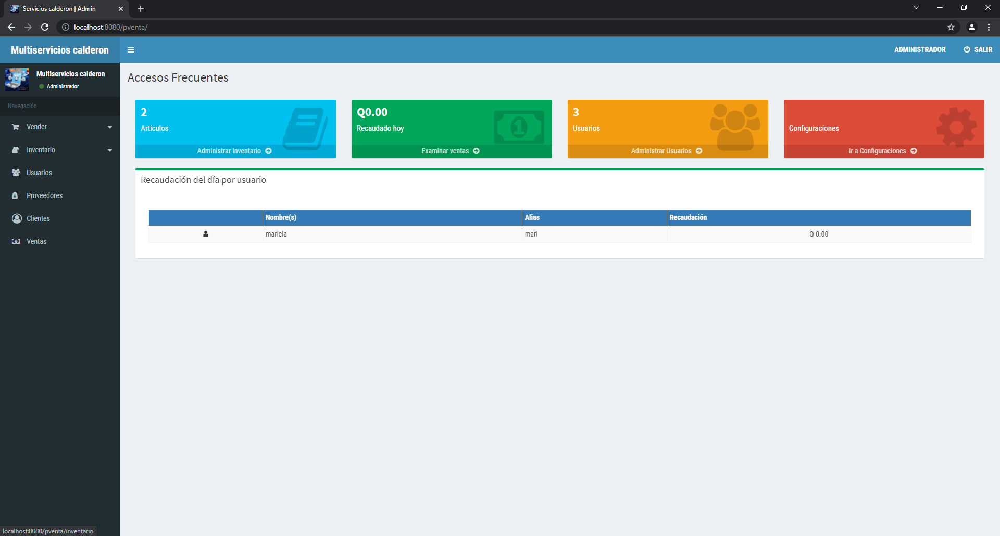 Servicios calderon | Admin
localhost:8080/pventa/
Multiservicios calderon
ADMINISTRADOR
SALIR
Multiservicios calderon
Administrador
Navegación
Vender
Inventario
Usuarios
Proveedores
Clientes
Ventas
Accesos Frecuentes
2
Articulos
Administrar Inventario
Q0.00
Recaudado hoy
1
Examinar ventas
3
Usuarios
Administrar Usuarios
Configuraciones
Ir a Configuraciones
Recaudación del día por usuario
Nombre(s) Alias Recaudación
mariela mari Q 0.00
localhost:8080/pventa/inventario